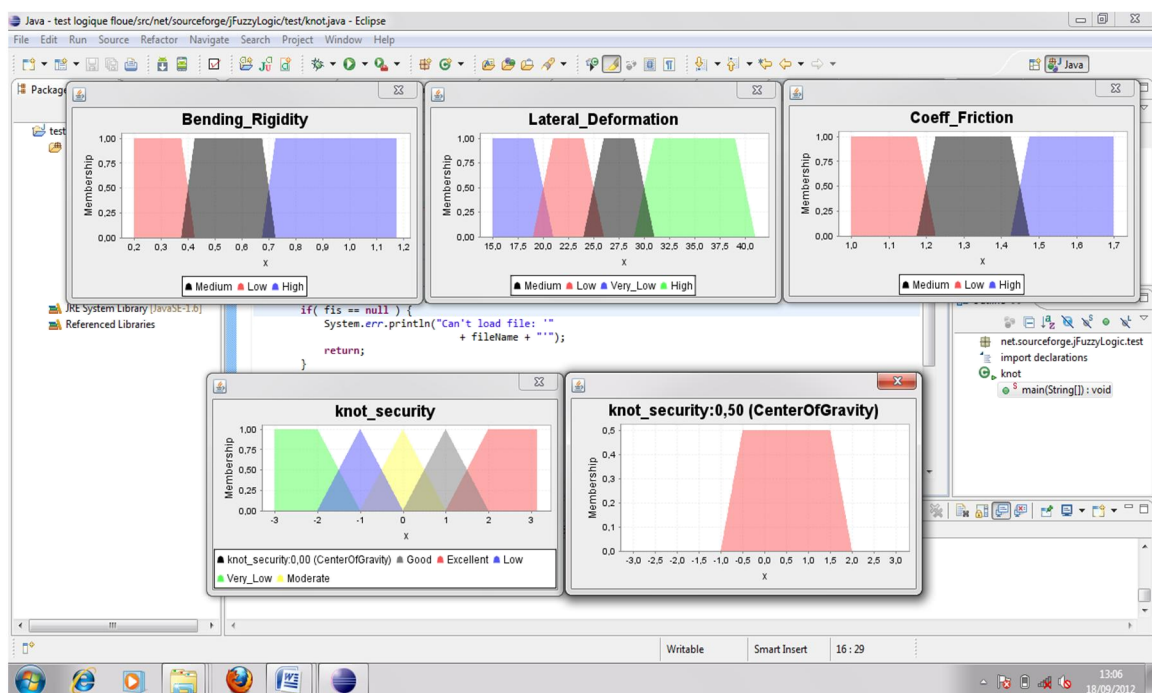 Java - test logique floue/src/net/sourceforge/jFuzzyLogic/test/knot.java - Eclipse
File Edit Run Source Refactor Navigate Search Project Window Help
Java
Packag
test
Bending_Rigidity
Membership
1,00
0,75
0,50
0,25
0,00
0,2 0,3 0,4 0,5 0,6 0,7 0,8 0,9 1,0 1,1 1,2
x
Medium Low High
Lateral_Deformation
Membership
1,00
0,75
0,50
0,25
0,00
15,0 17,5 20,0 22,5 25,0 27,5 30,0 32,5 35,0 37,5 40,0
x
Medium Low Very_Low High
Coeff_Friction
Membership
1,00
0,75
0,50
0,25
0,00
1,0 1,1 1,2 1,3 1,4 1,5 1,6 1,7
x
Medium Low High
JRE System Library
Referenced Libraries
if( fis == null ) {
System.err.println("Can't load file: '"
+ fileName + "'");
return;
}
net.sourceforge.jFuzzyLogic.test
import declarations
knot
main(String[]) : void
knot_security
Membership
1,00
0,75
0,50
0,25
0,00
-3 -2 -1 0 1 2 3
x
knot_security:0,00 (CenterOfGravity) Good Excellent Low
Very_Low Moderate
knot_security:0,50 (CenterOfGravity)
Membership
0,5
0,4
0,3
0,2
0,1
0,0
-3,0 -2,5 -2,0 -1,5 -1,0 -0,5 0,0 0,5 1,0 1,5 2,0 2,5 3,0
x
Writable Smart Insert 16 : 29
13:06
18/09/2012